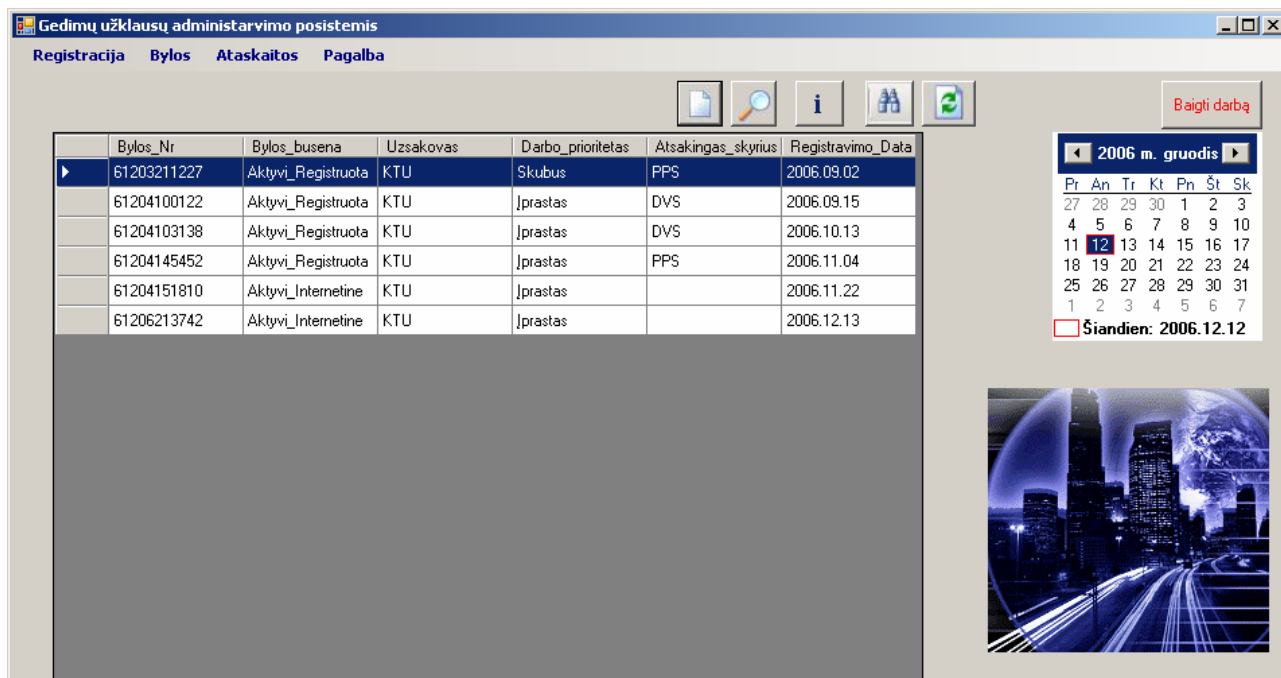 Gedimų užklausų administarvimo posistemis
Registracija Bylos Ataskaitos Pagalba
i
Baigti darbą
Bylos_Nr Bylos_busena Uzsakovas Darbo_prioritetas Atsakingas_skyrius Registravimo_Data
61203211227 Aktyvi_Registruota KTU Skubus PPS 2006.09.02
61204100122 Aktyvi_Registruota KTU Įprastas DVS 2006.09.15
61204103138 Aktyvi_Registruota KTU Įprastas DVS 2006.10.13
61204145452 Aktyvi_Registruota KTU Įprastas PPS 2006.11.04
61204151810 Aktyvi_Internetine KTU Įprastas 2006.11.22
61206213742 Aktyvi_Internetine KTU Įprastas 2006.12.13
2006 m. gruodis
Pr An Tr Kt Pn Št Sk
27 28 29 30 1 2 3
4 5 6 7 8 9 10
11 12 13 14 15 16 17
18 19 20 21 22 23 24
25 26 27 28 29 30 31
1 2 3 4 5 6 7
Šiandien: 2006.12.12